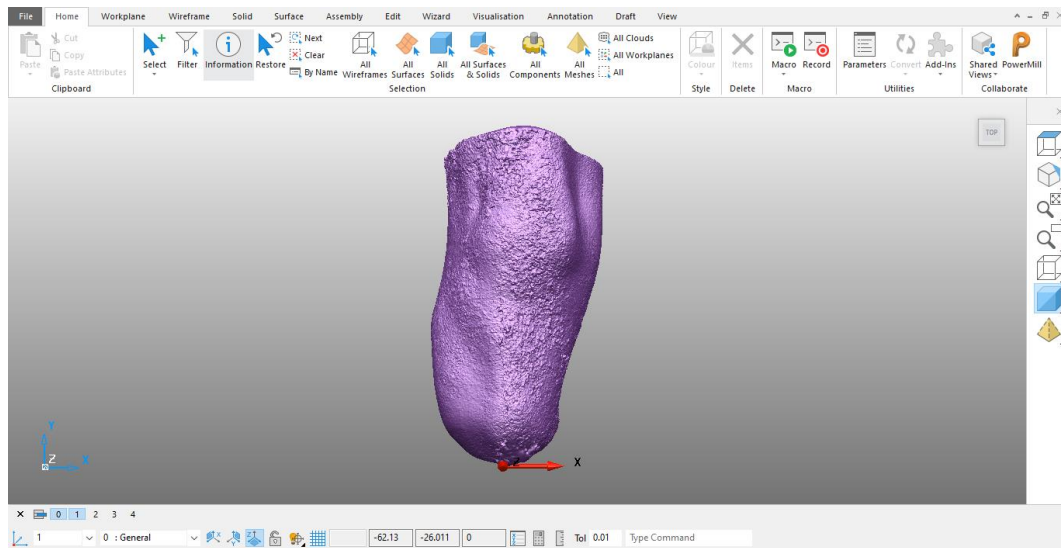 File Home Workplane Wireframe Solid Surface Assembly Edit Wizard Visualisation Annotation Draft View
Paste
Cut
Copy
Paste Attributes
Clipboard
Select
Filter
Information
Restore
Next
Clear
By Name
All Wireframes
All Surfaces
All Solids
All Surfaces & Solids
All Components
All Meshes
All Clouds
All Workplanes
All
Selection
Colour
Style
Items
Delete
Macro
Record
Macro
Parameters
Convert
Add-Ins
Utilities
Shared Views
PowerMill
Collaborate
TOP
Y
Z X
Z X
0 1 2 3 4
1 0 : General -62.13 -26.011 0 Tol 0.01 Type Command